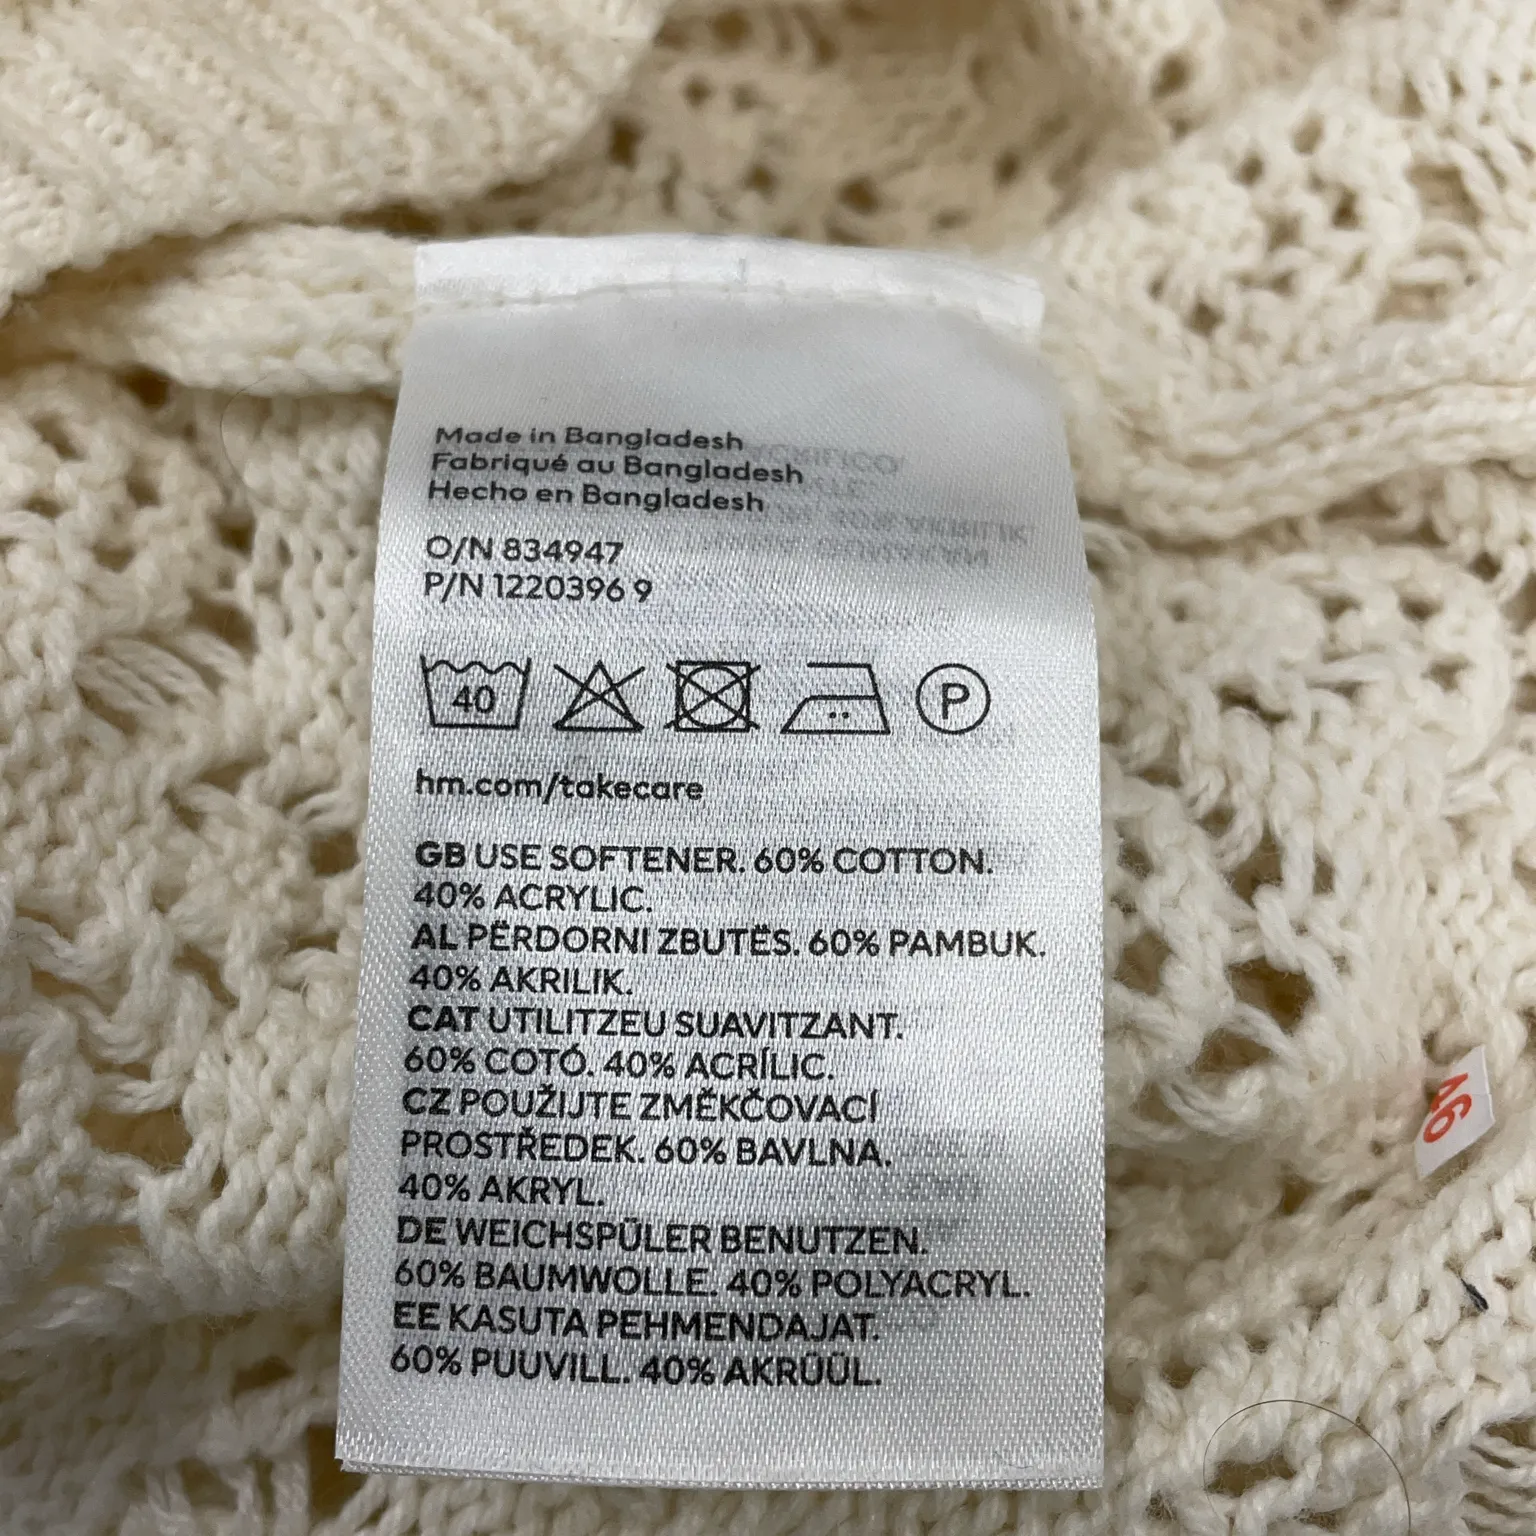 Made in Bangladesh
Fabriqué au Bangladesh
Hecho en Bangladesh
O/N 834947
P/N 1220396 9
40
P
hm.com/takecare
GB USE SOFTENER. 60% COTTON.
40% ACRYLIC.
AL PËRDORNI ZBUTËS. 60% PAMBUK.
40% AKRILIK.
CAT UTILITZEU SUAVITZANT.
60% COTÓ. 40% ACRÍLIC.
CZ POUŽIJTE ZMĚKČOVACÍ
PROSTŘEDEK. 60% BAVLNA.
40% AKRYL.
DE WEICHSPÜLER BENUTZEN.
60% BAUMWOLLE. 40% POLYACRYL.
EE KASUTA PEHMENDAJAT.
60% PUUVILL. 40% AKRÜÜL.